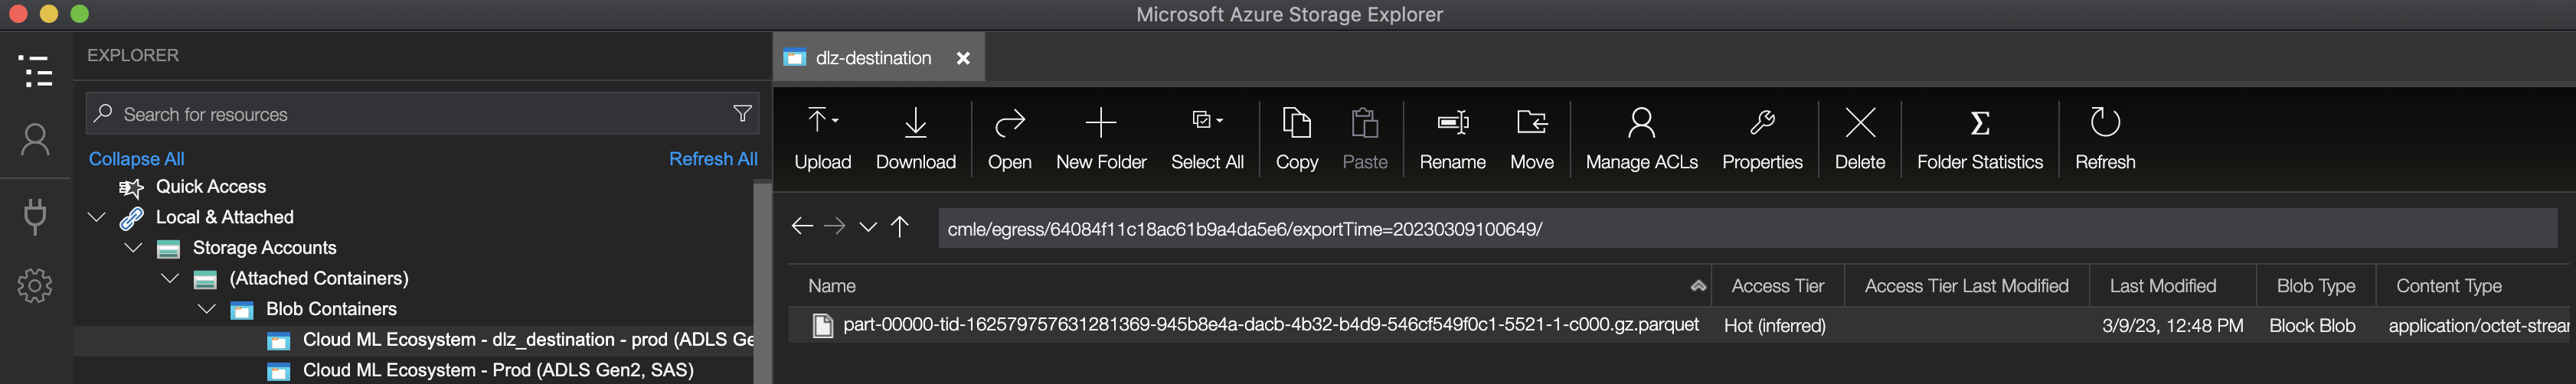 Microsoft Azure Storage Explorer
EXPLORER
Search for resources
Collapse All
Refresh All
Quick Access
Local & Attached
Storage Accounts
(Attached Containers)
Blob Containers
Cloud ML Ecosystem - dlz_destination - prod (ADLS Ge
Cloud ML Ecosystem - Prod (ADLS Gen2, SAS)
dlz-destination
Upload Download Open New Folder Select All Copy Paste Rename Move Manage ACLs Properties Delete Folder Statistics Refresh
cmle/egress/64084f11c18ac61b9a4da5e6/exportTime=20230309100649/
Name Access Tier Access Tier Last Modified Last Modified Blob Type Content Type
part-00000-tid-162579757631281369-945b8e4a-dacb-4b32-b4d9-546cf549f0c1-5521-1-c000.gz.parquet Hot (inferred) 3/9/23, 12:48 PM Block Blob application/octet-strear